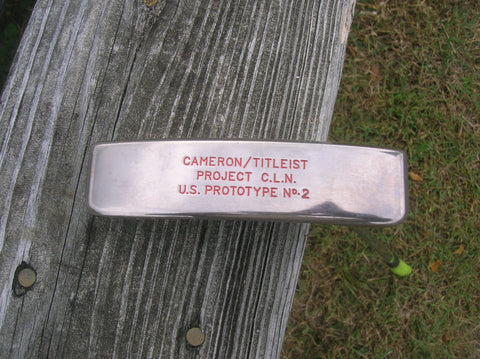 CAMERON/TITLEIST
PROJECT C.L.N.
U.S. PROTOTYPE No. 2